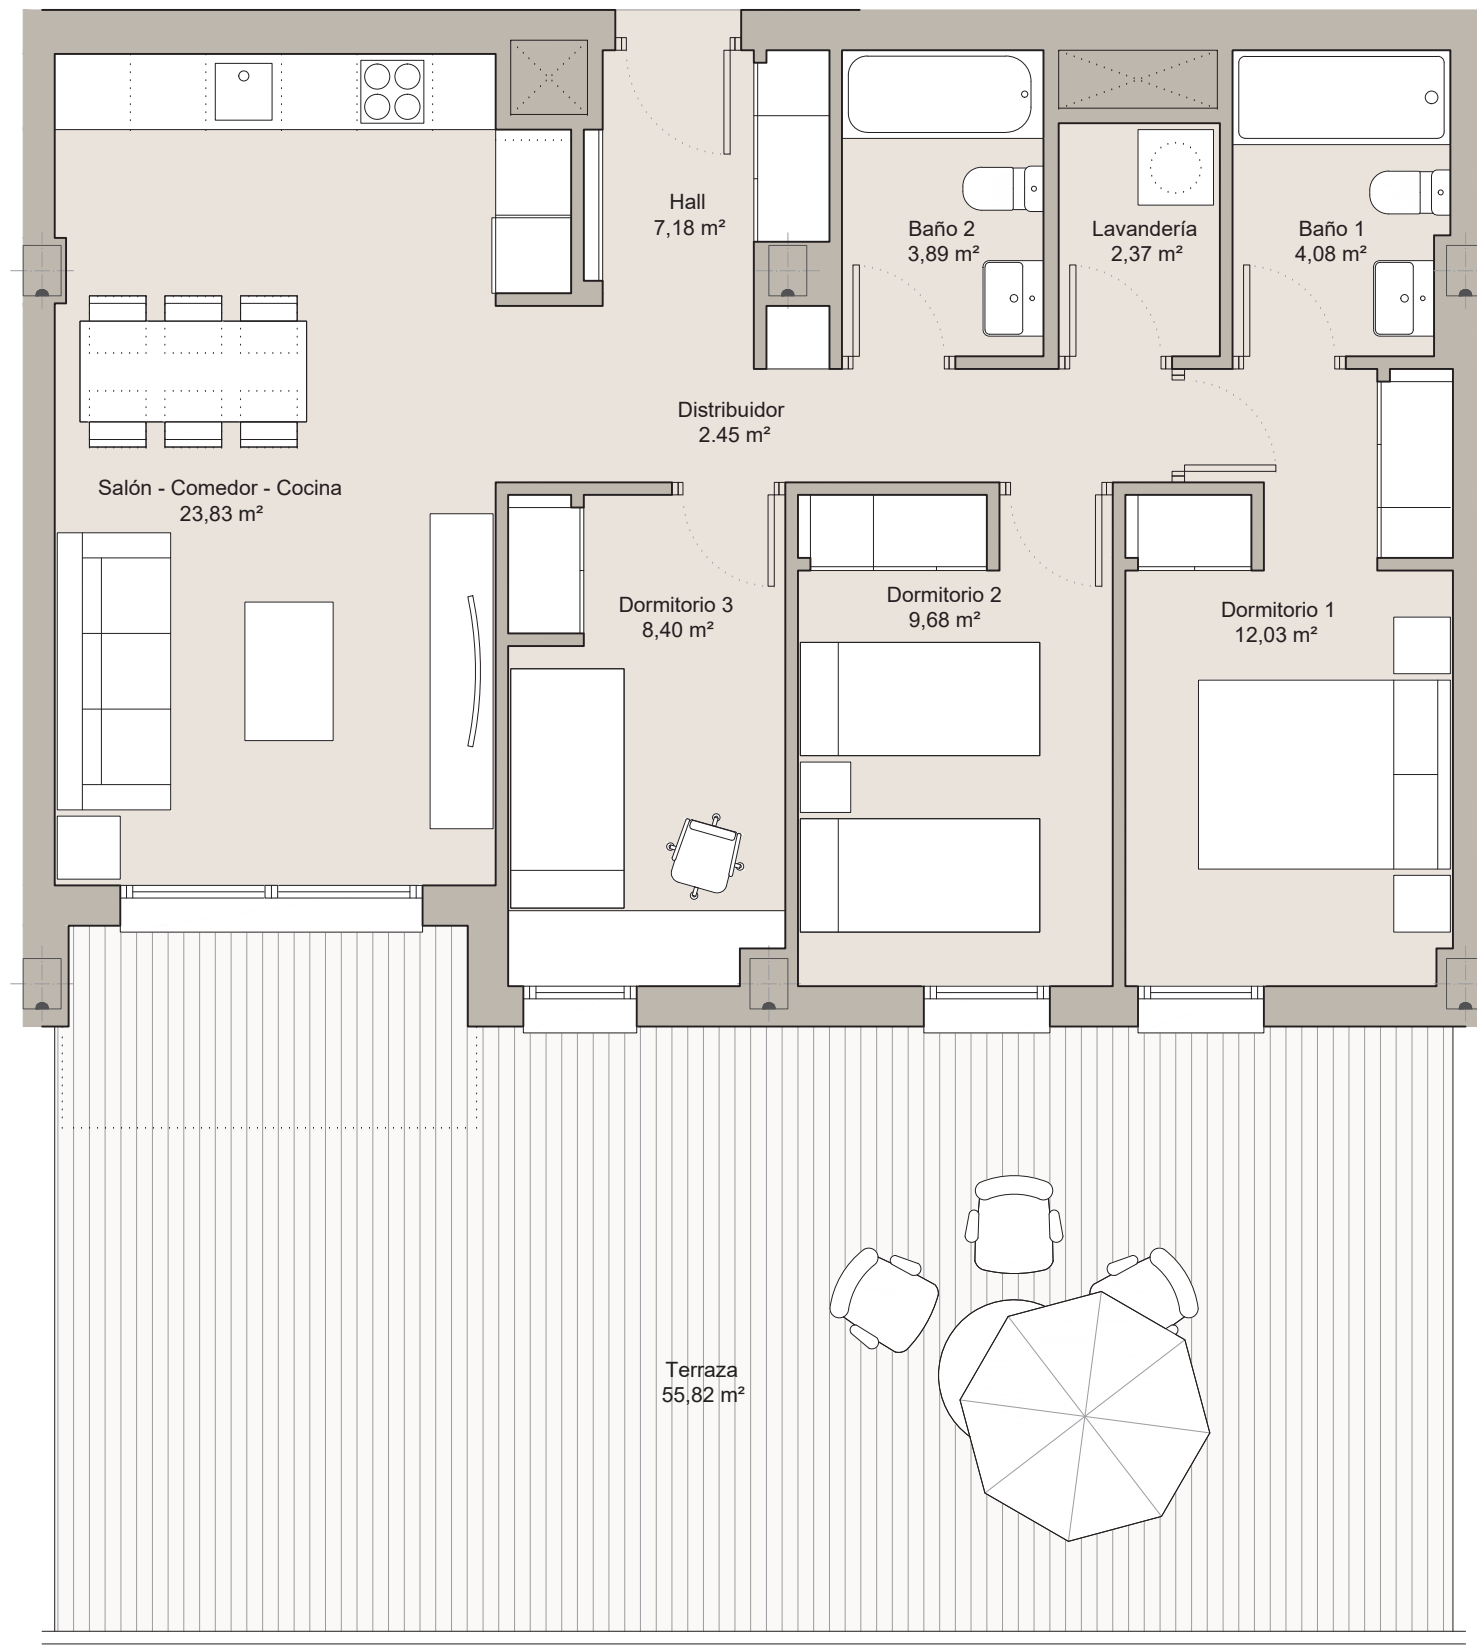 Hall
7,18 m²
Baño 2
3,89 m²
Lavandería
2,37 m²
Baño 1
4,08 m²
Distribuidor
2.45 m²
Salón - Comedor - Cocina
23,83 m²
Dormitorio 3
8,40 m²
Dormitorio 2
9,68 m²
Dormitorio 1
12,03 m²
Terraza
55,82 m²